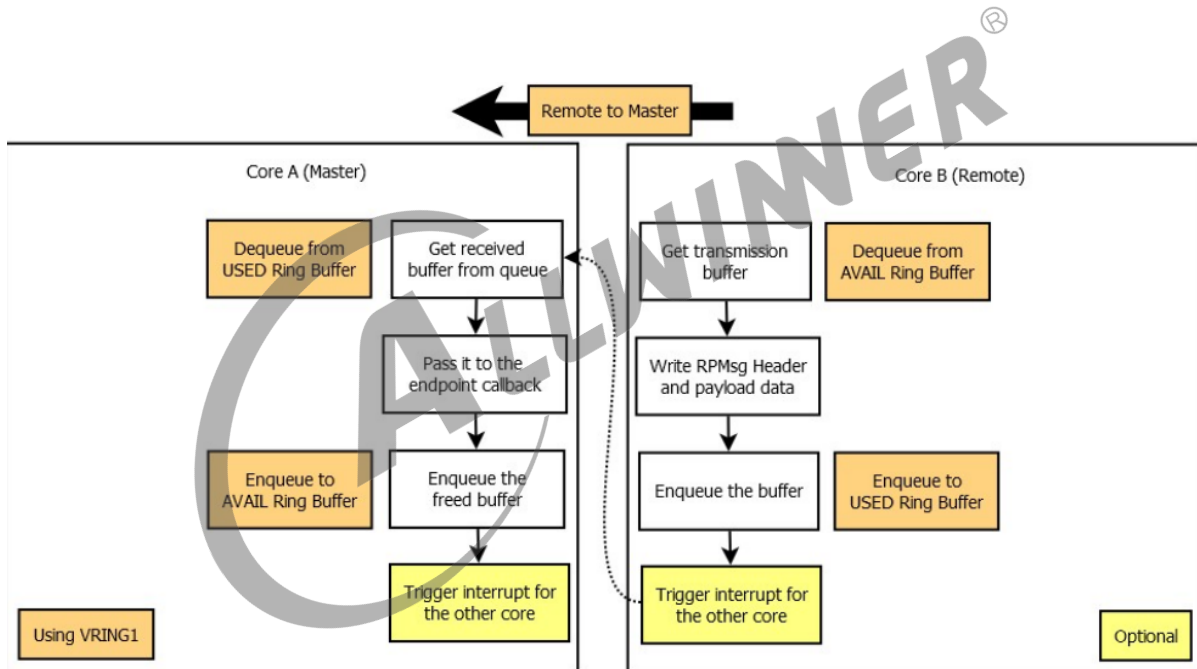 ALLWINNER®
Remote to Master
Core A (Master)
Dequeue from
USED Ring Buffer
Get received
buffer from queue
Pass it to the
endpoint callback
Enqueue to
AVAIL Ring Buffer
Enqueue the
freed buffer
Trigger interrupt for
the other core
Using VRING1
Core B (Remote)
Get transmission
buffer
Dequeue from
AVAIL Ring Buffer
Write RPMsg Header
and payload data
Enqueue the buffer
Enqueue to
USED Ring Buffer
Trigger interrupt for
the other core
Optional